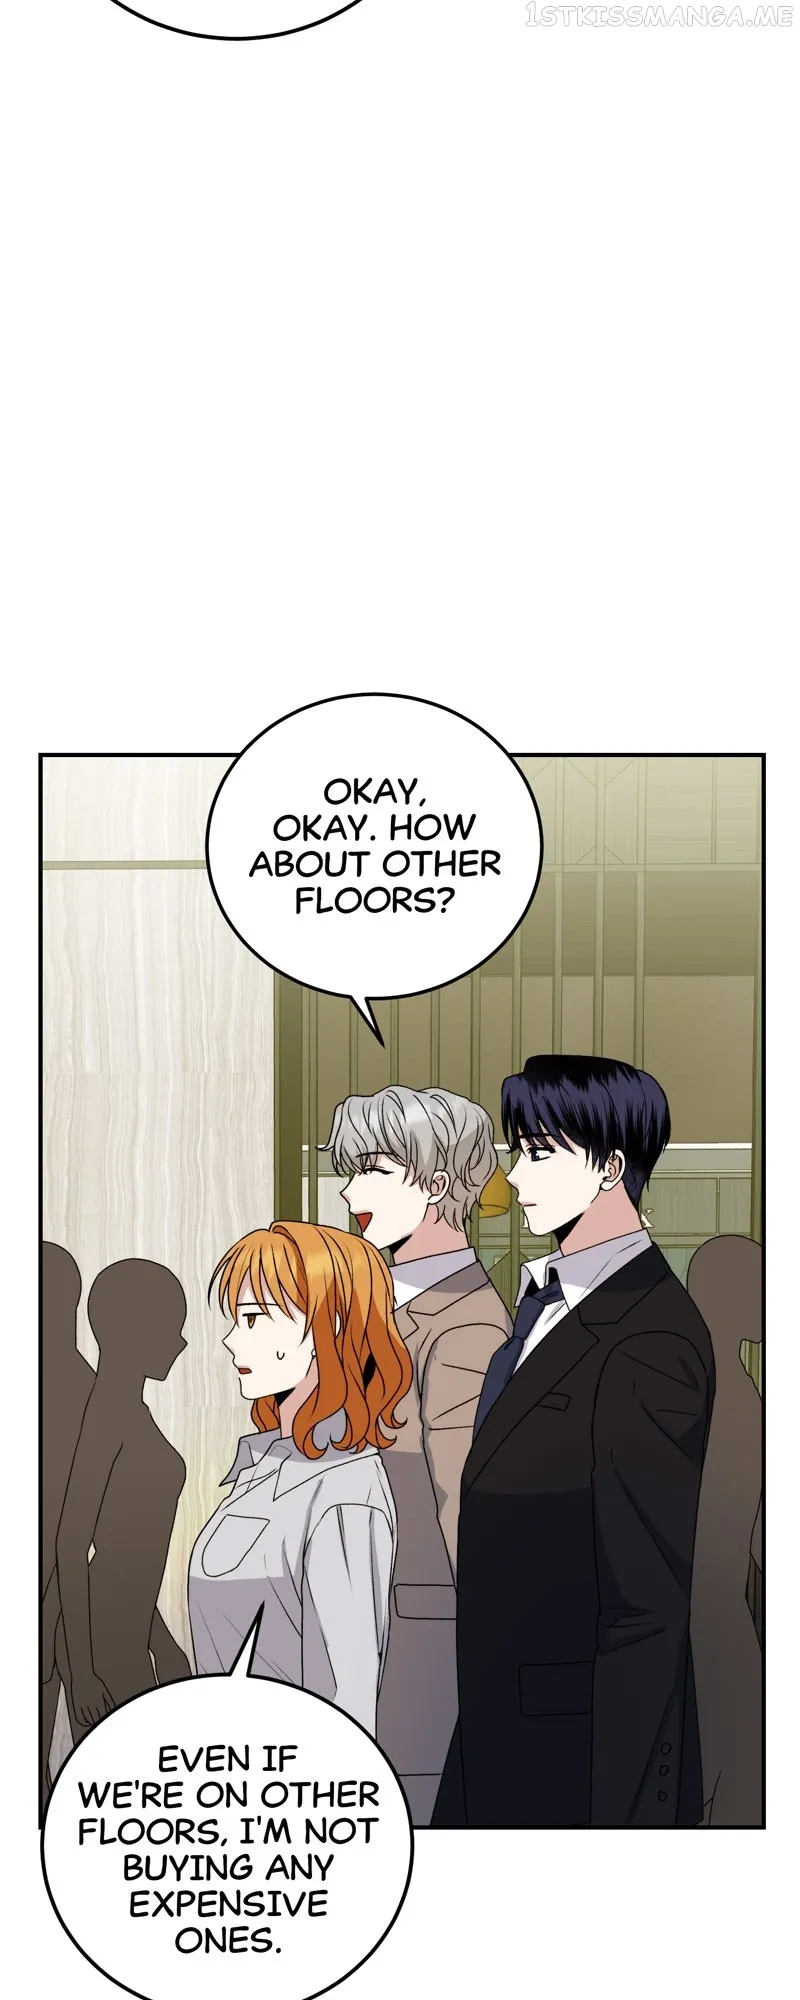 1STKISSMANGA.ME
OKAY,
OKAY. HOW
ABOUT OTHER
FLOORS?
K
EVEN IF
WE'RE ON OTHER
FLOORS, I'M NOT
BUYING ANY
EXPENSIVE
ONES.